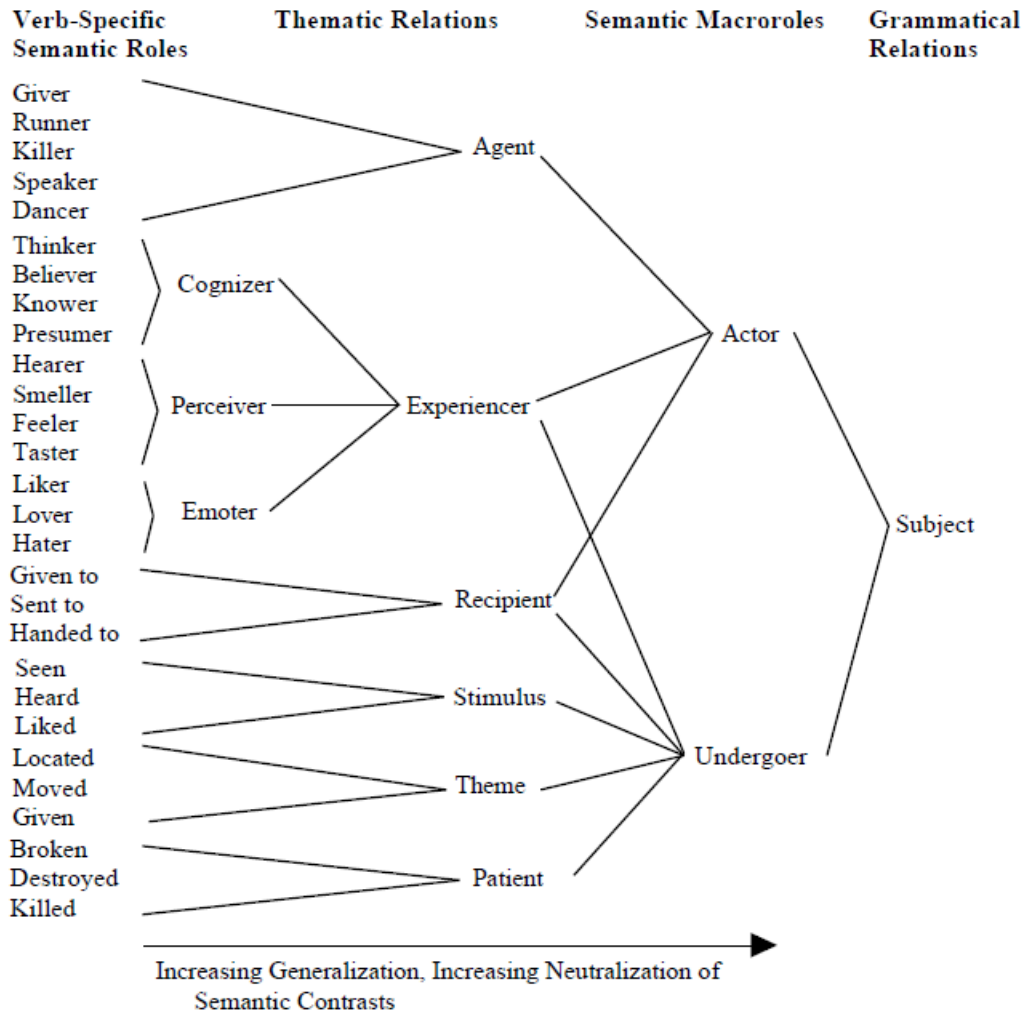 Verb-Specific
Semantic Roles
Thematic Relations
Semantic Macroroles
Grammatical
Relations
Giver
Runner
Killer
Speaker
Dancer
Agent
Thinker
Believer
Knower
Presumer
Cognizer
Hearer
Smeller
Feeler
Taster
Perceiver
Liker
Lover
Hater
Emoter
Experiencer
Actor
Given to
Sent to
Handed to
Recipient
Seen
Heard
Liked
Stimulus
Located
Moved
Given
Theme
Broken
Destroyed
Killed
Patient
Undergoer
Subject
Increasing Generalization, Increasing Neutralization of
Semantic Contrasts